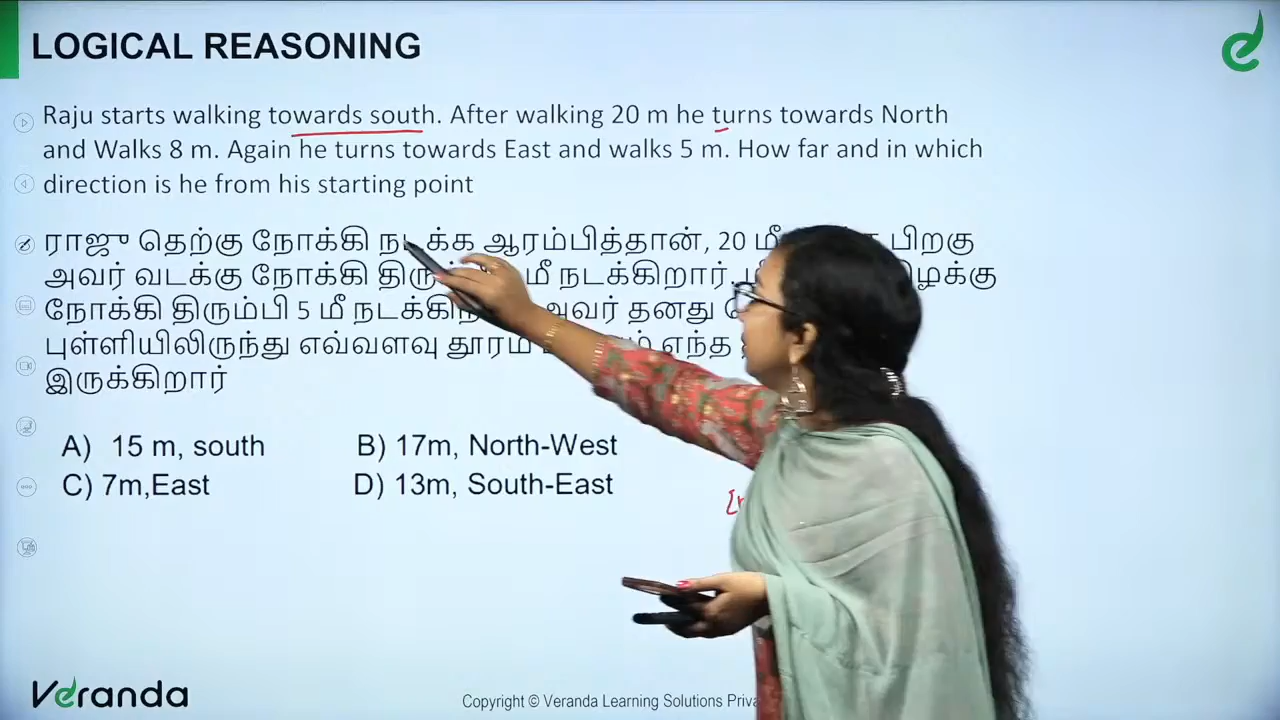 LOGICAL REASONING
Raju starts walking towards south. After walking 20 m he turns towards North
and Walks 8 m. Again he turns towards East and walks 5 m. How far and in which
direction is he from his starting point
ராஜு தெற்கு நோக்கி நடக்க ஆரம்பித்தான், 20 பிறகு
அவர் வடக்கு நோக்கி மீ நடக்கிறார்.
நோக்கி திரும்பி 5 மீ அவர் தனது
புள்ளியிலிருந்து எவ்வளவு தூரம் எந்த
இருக்கிறார்
A) 15 m, south
B) 17m, North-West
C) 7m,East
D) 13m, South-East
Veranda
Copyright © Veranda Learning Solutions